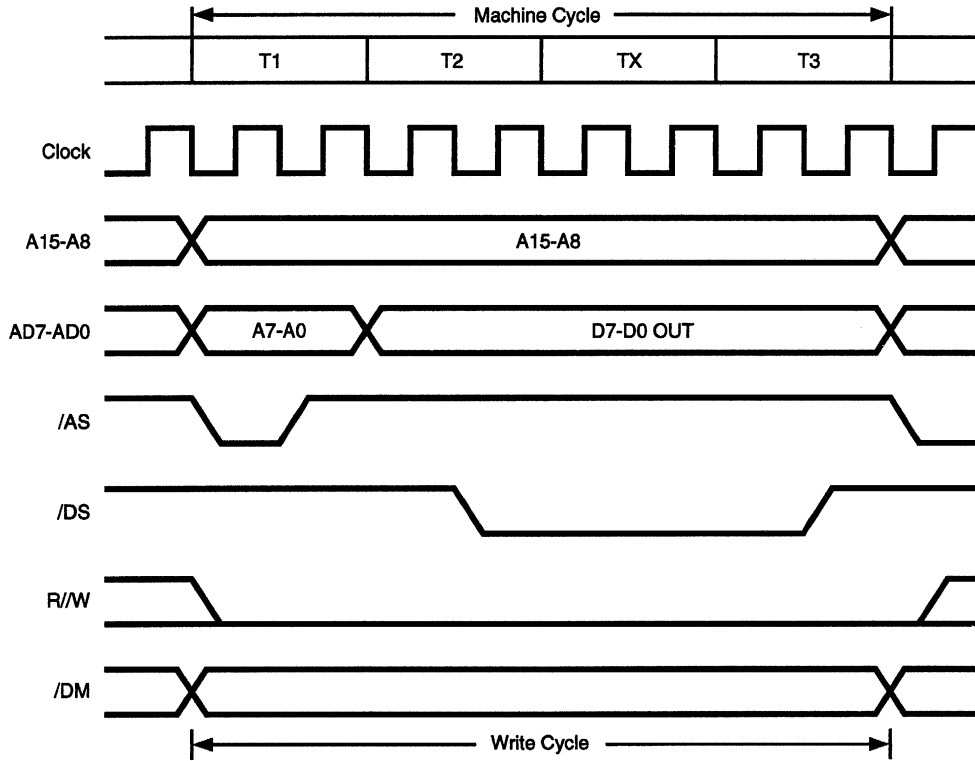 Machine Cycle
T1 T2 TX T3
Clock
A15-A8 A15-A8
AD7-AD0 A7-A0 D7-D0 OUT
/AS
/DS
R//W
/DM
Write Cycle